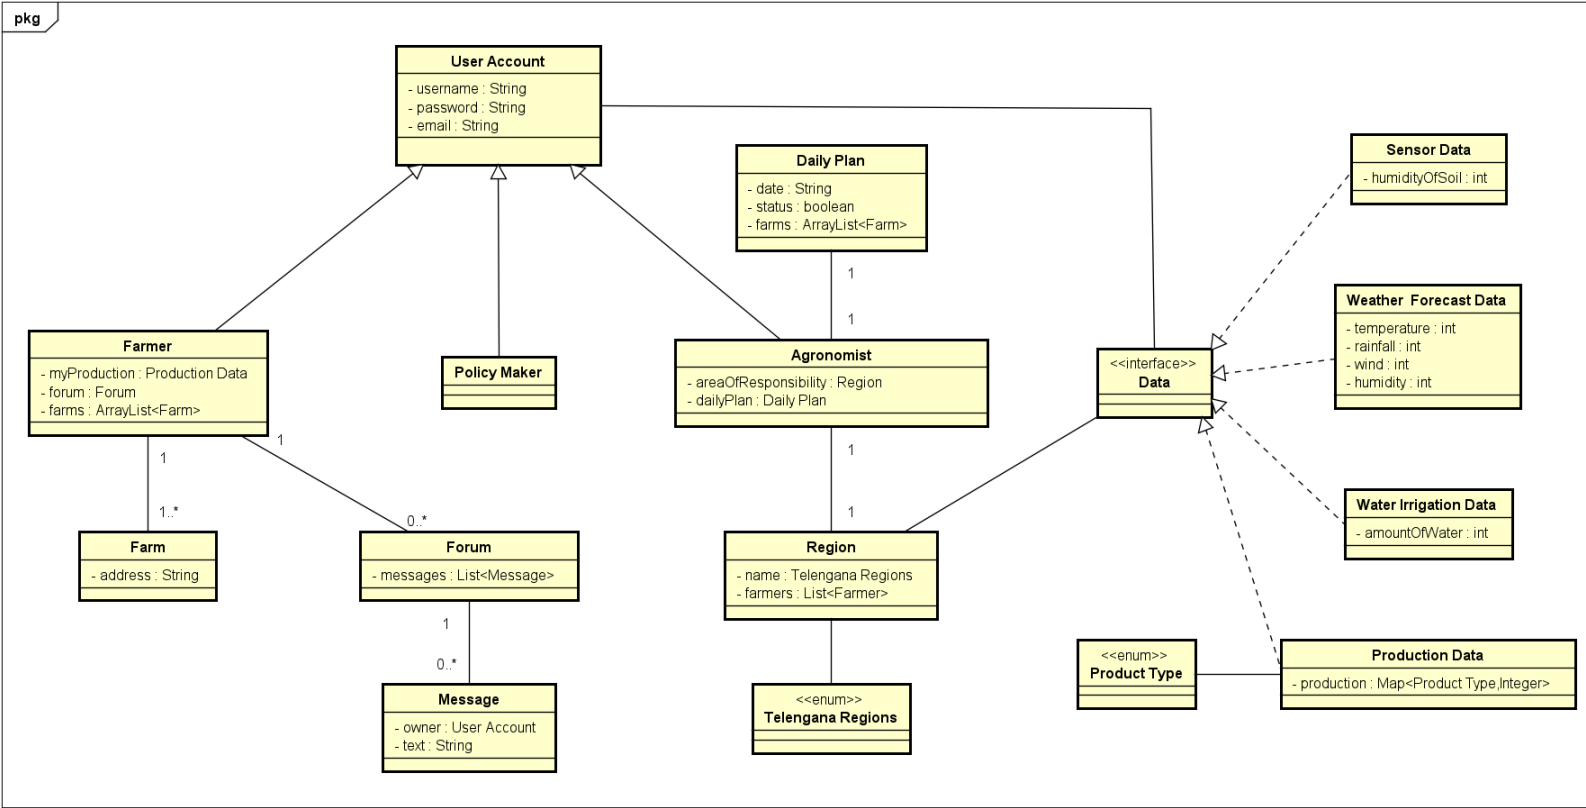 pkg
User Account
- username : String
- password : String
- email : String
Daily Plan
- date : String
- status : boolean
- farms : ArrayList<Farm>
Sensor Data
- humidityOfSoil : int
Weather  Forecast Data
- temperature : int
- rainfall : int
- wind : int
- humidity : int
1
1
Farmer
- myProduction : Production Data
- forum : Forum
- farms : ArrayList<Farm>
Policy Maker
Agronomist
- areaOfResponsibility : Region
- dailyPlan : Daily Plan
<<interface>>
Data
1
1
1
1..*
0..*
1
Water Irrigation Data
- amountOfWater : int
Farm
- address : String
Forum
- messages : List<Message>
Region
- name : Telengana Regions
- farmers : List<Farmer>
1
0..*
<<enum>>
Product Type
Production Data
- production : Map<Product Type,Integer>
Message
- owner : User Account
- text : String
<<enum>>
Telengana Regions